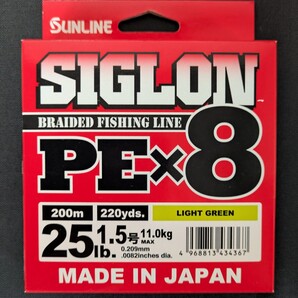 SUNLINE
SIGLON™
BRAIDED FISHING LINE
PE×8
200m 220yds. LIGHT GREEN
25lb. 1.5号 11.0kg MAX
0.209mm
.0082inches dia.
4 968813 434367
MADE IN JAPAN